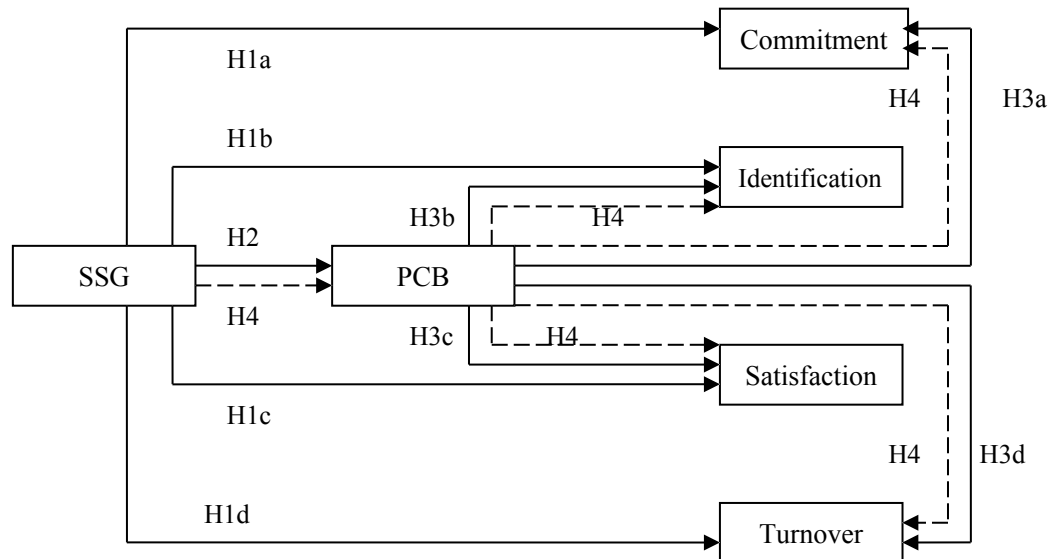 Commitment
H1a
H4
H3a
H1b
Identification
H3b
H4
H2
SSG
PCB
H4
H3c
H4
Satisfaction
H1c
H4
H3d
H1d
Turnover